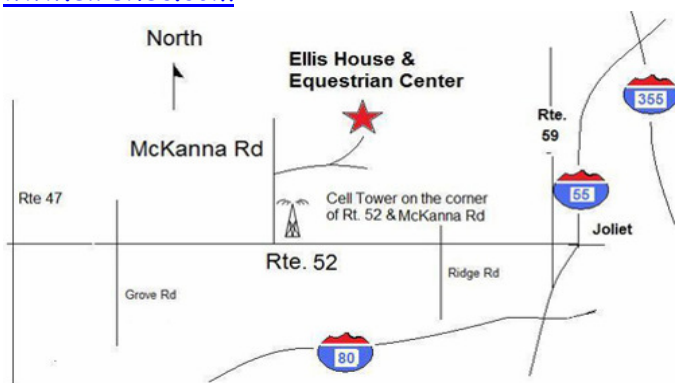 North
Ellis House &
Equestrian Center
355
Rte.
59
McKanna Rd
Rte 47
Cell Tower on the corner
of Rt. 52 & McKanna Rd
55
Joliet
Rte. 52
Ridge Rd
Grove Rd
80